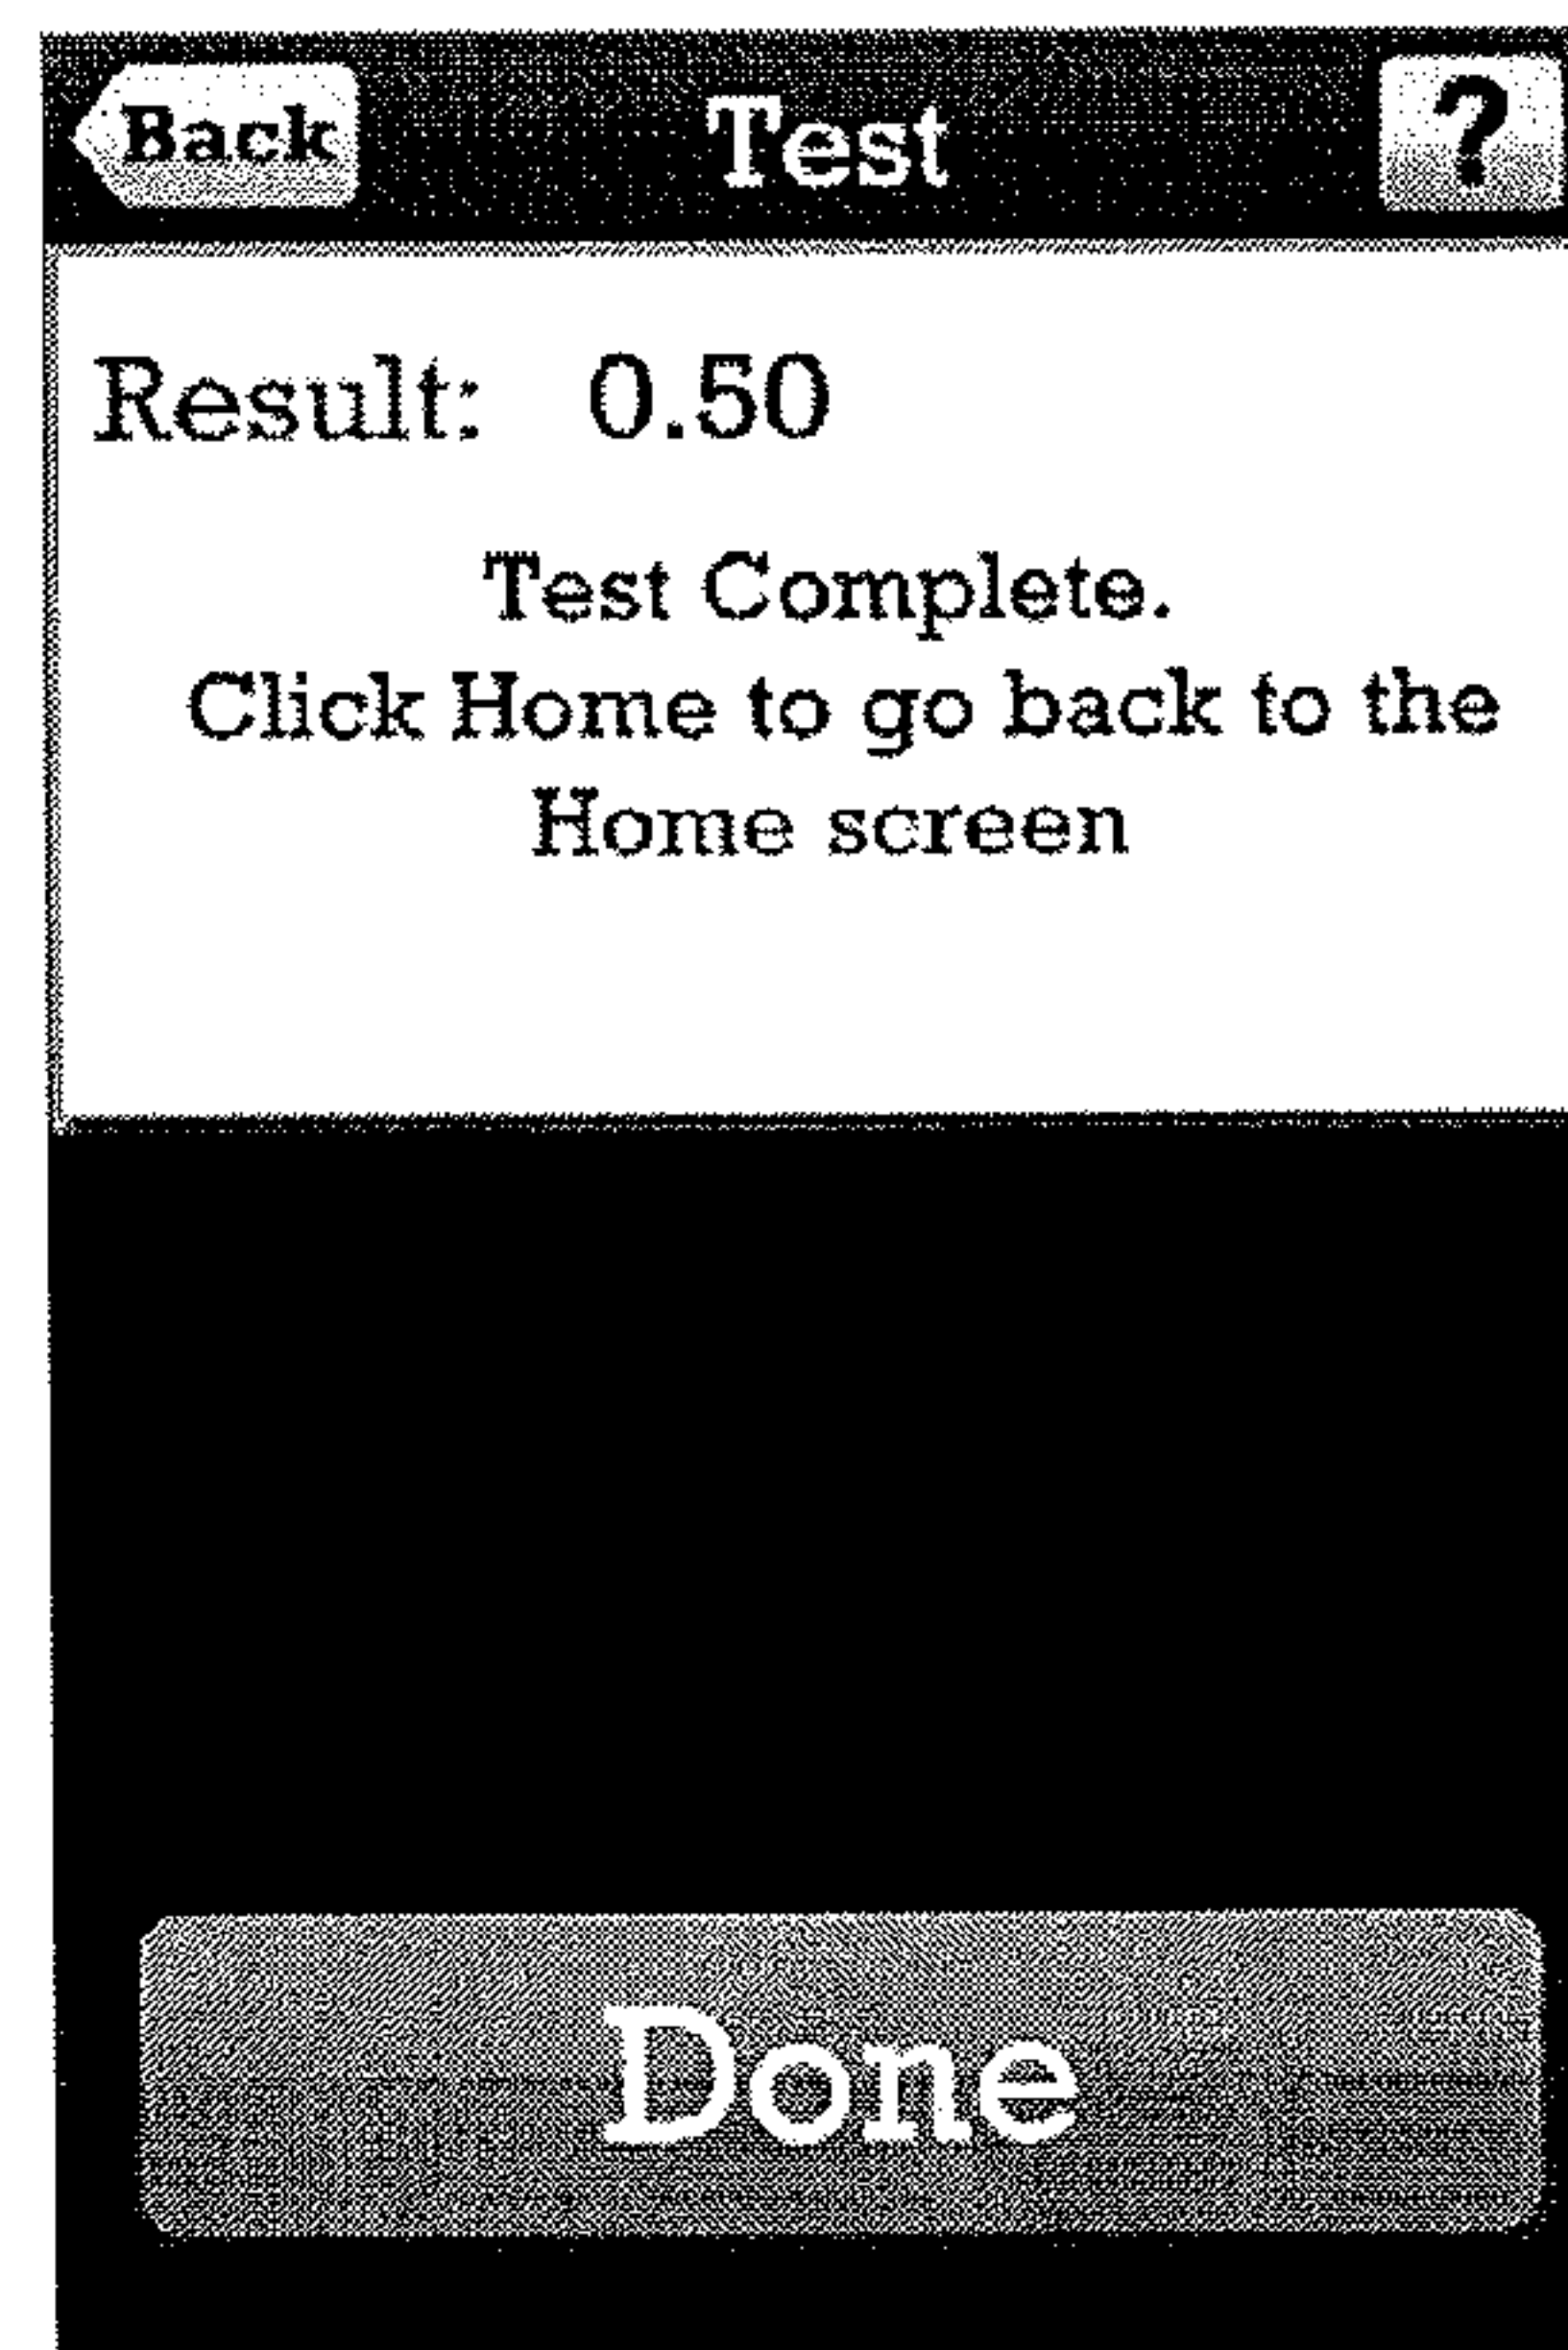 Back Test ?
Result: 0.50
Test Complete.
Click Home to go back to the
Home screen
Done